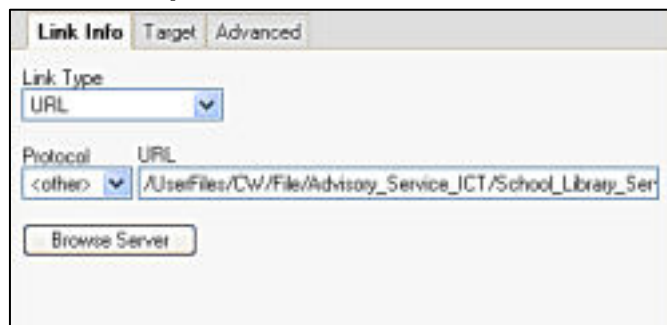 Link Info Target Advanced
Link Type
URL
Protocol URL
<other> /UserFiles/CW/File/Advisory_Service_ICT/School_Library_Ser
Browse Server